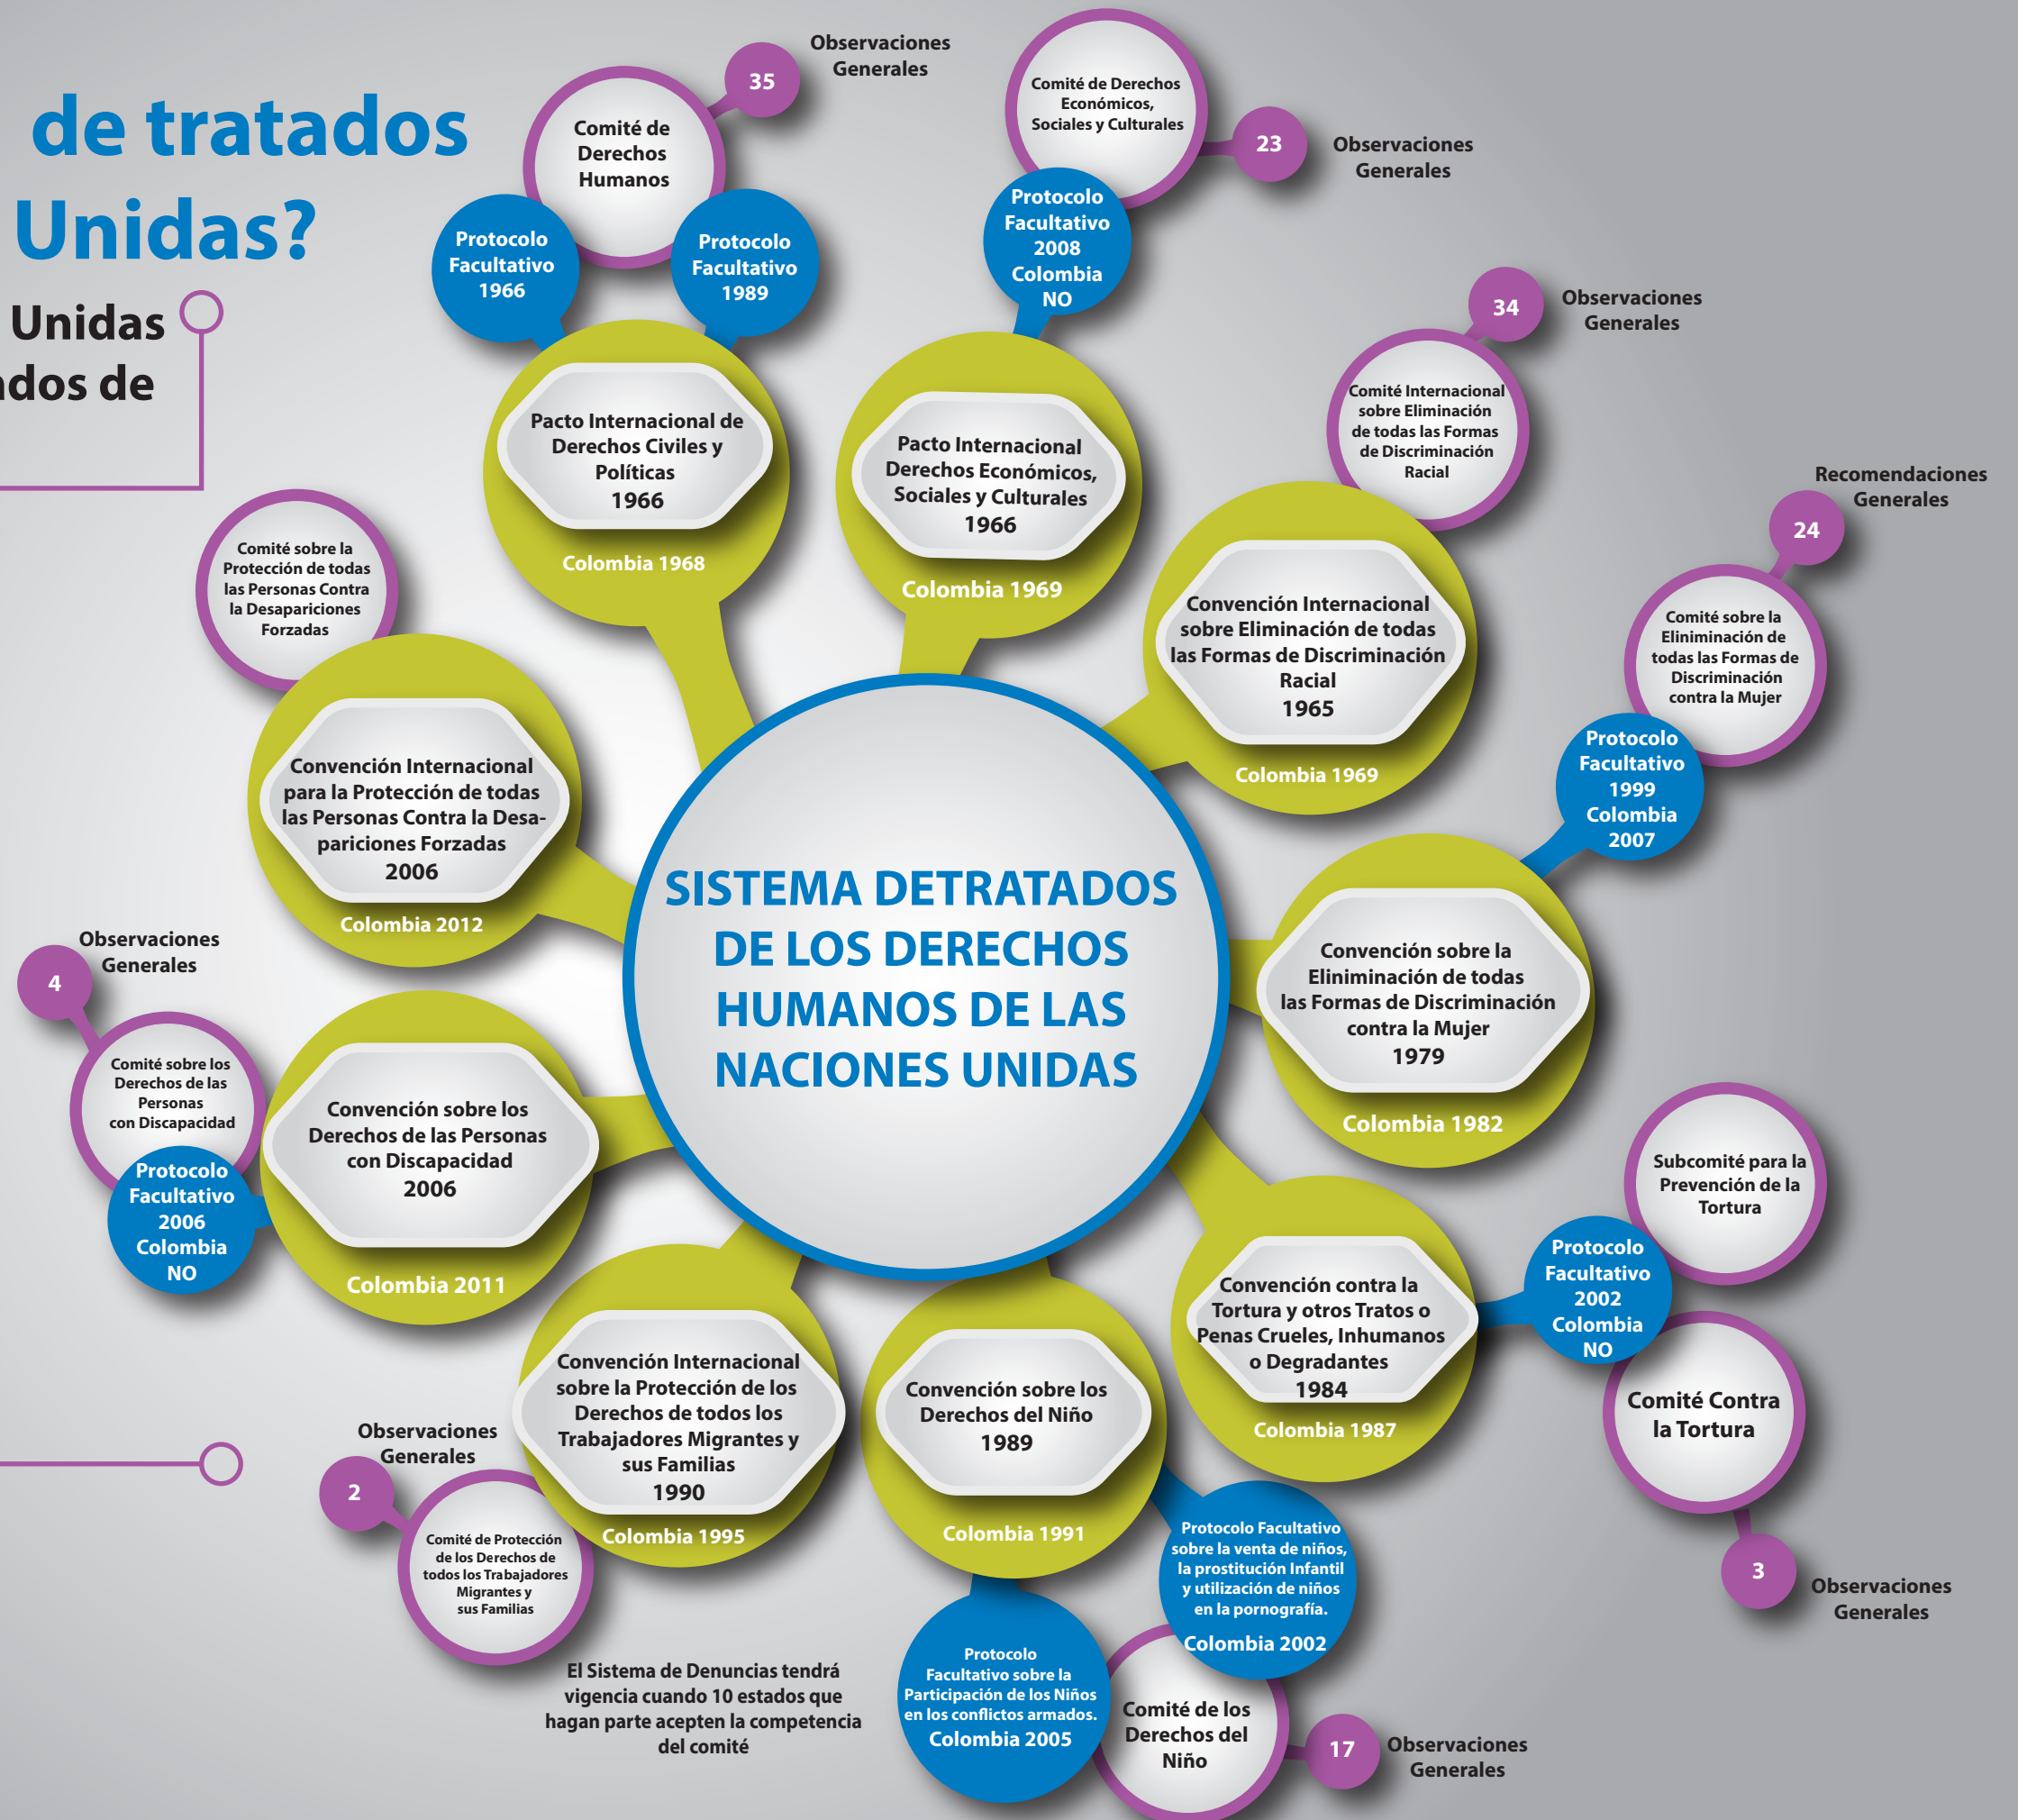 de tratados
Unidas?
Unidas
ados de
SISTEMA DETRATADOS
DE LOS DERECHOS
HUMANOS DE LAS
NACIONES UNIDAS
35
Observaciones
Generales
Comité de
Derechos
Humanos
Protocolo
Facultativo
1966
Protocolo
Facultativo
1989
Pacto Internacional de
Derechos Civiles y
Políticas
1966
Colombia 1968
Comité de Derechos
Económicos,
Sociales y Culturales
23
Observaciones
Generales
Protocolo
Facultativo
2008
Colombia
NO
Pacto Internacional
Derechos Económicos,
Sociales y Culturales
1966
Colombia 1969
34
Observaciones
Generales
Comité Internacional
sobre Eliminación
de todas las Formas
de Discriminación
Racial
Convención Internacional
sobre Eliminación de todas
las Formas de Discriminación
Racial
1965
Colombia 1969
Recomendaciones
Generales
24
Comité sobre la
Eliniminación de
todas las Formas de
Discriminación
contra la Mujer
Protocolo
Facultativo
1999
Colombia
2007
Convención sobre la
Eliniminación de todas
las Formas de Discriminación
contra la Mujer
1979
Colombia 1982
Subcomité para la
Prevención de la
Tortura
Protocolo
Facultativo
2002
Colombia
NO
Comité Contra
la Tortura
3
Observaciones
Generales
Convención contra la
Tortura y otros Tratos o
Penas Crueles, Inhumanos
o Degradantes
1984
Colombia 1987
Convención sobre los
Derechos del Niño
1989
Colombia 1991
Protocolo Facultativo
sobre la venta de niños,
la prostitución Infantil
y utilización de niños
en la pornografía.
Colombia 2002
Protocolo
Facultativo sobre la
Participación de los Niños
en los conflictos armados.
Colombia 2005
Comité de los
Derechos del
Niño
17
Observaciones
Generales
Convención Internacional
sobre la Protección de los
Derechos de todos los
Trabajadores Migrantes y
sus Familias
1990
Colombia 1995
Observaciones
Generales
2
Comité de Protección
de los Derechos de
todos los Trabajadores
Migrantes y
sus Familias
El Sistema de Denuncias tendrá
vigencia cuando 10 estados que
hagan parte acepten la competencia
del comité
Convención sobre los
Derechos de las Personas
con Discapacidad
2006
Colombia 2011
Observaciones
Generales
4
Comité sobre los
Derechos de las
Personas
con Discapacidad
Protocolo
Facultativo
2006
Colombia
NO
Comité sobre la
Protección de todas
las Personas Contra
la Desapariciones
Forzadas
Convención Internacional
para la Protección de todas
las Personas Contra la Desa-
pariciones Forzadas
2006
Colombia 2012